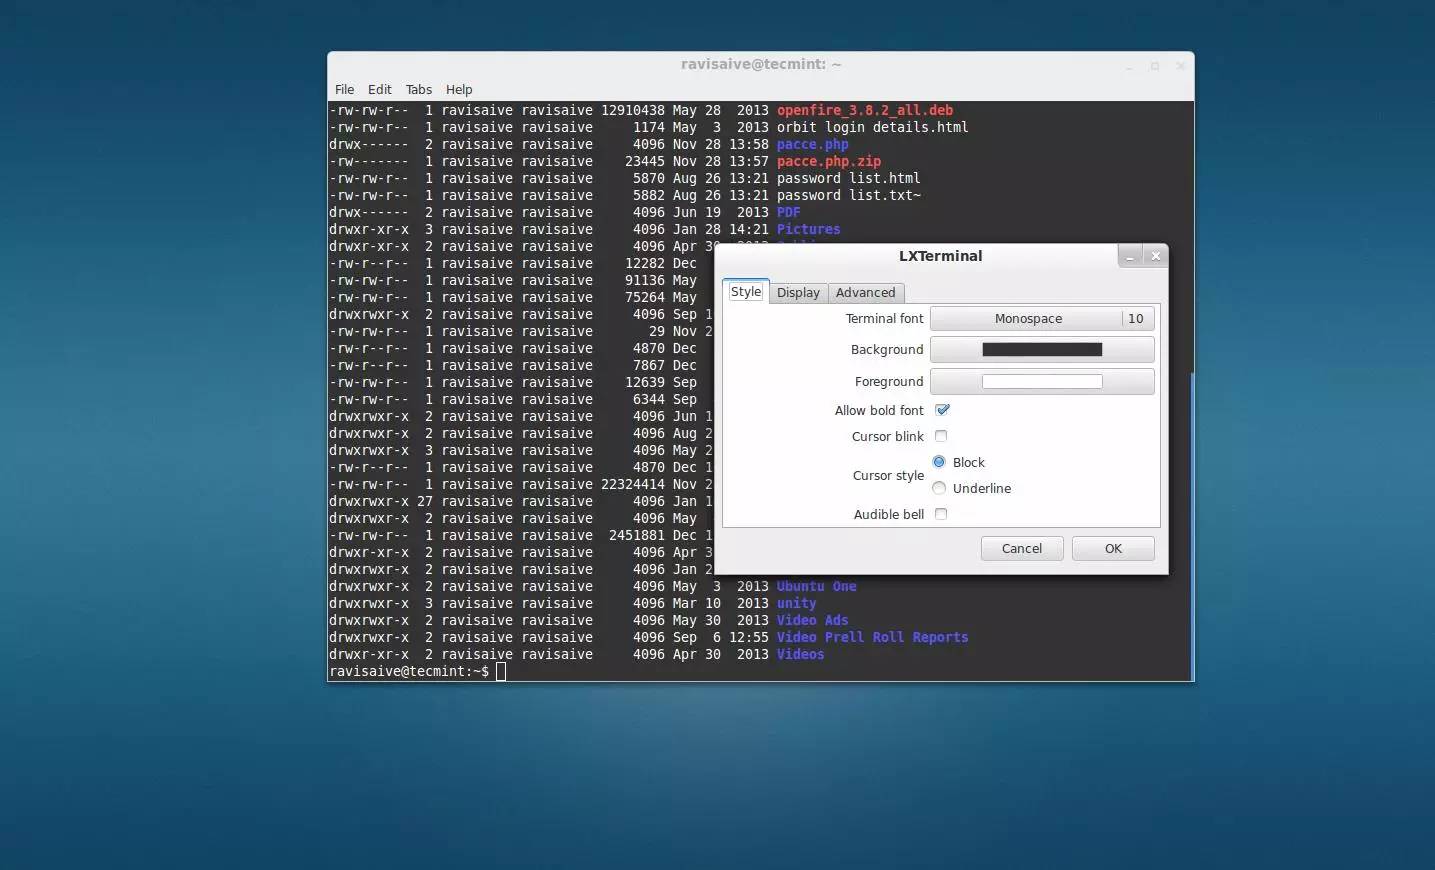 ravisaive@tecmint: ~
File Edit Tabs Help
-rw-rw-r-- 1 ravisaive ravisaive 12910438 May 28 2013 openfire_3.8.2_all.deb
-rw-rw-r-- 1 ravisaive ravisaive 1174 May 3 2013 orbit login details.html
drwx------ 2 ravisaive ravisaive 4096 Nov 28 13:58 pacce.php
-rw------- 1 ravisaive ravisaive 23445 Nov 28 13:57 pacce.php.zip
-rw-rw-r-- 1 ravisaive ravisaive 5870 Aug 26 13:21 password list.html
-rw-rw-r-- 1 ravisaive ravisaive 5882 Aug 26 13:21 password list.txt~
drwx------ 2 ravisaive ravisaive 4096 Jun 19 2013 PDF
drwxr-xr-x 3 ravisaive ravisaive 4096 Jan 28 14:21 Pictures
drwxr-xr-x 2 ravisaive ravisaive 4096 Apr
-rw-r--r-- 1 ravisaive ravisaive 12282 Dec
-rw-rw-r-- 1 ravisaive ravisaive 91136 May
-rw-rw-r-- 1 ravisaive ravisaive 75264 May
drwxrwxr-x 2 ravisaive ravisaive 4096 Sep 1
-rw-rw-r-- 1 ravisaive ravisaive 29 Nov 2
-rw-rw-r-- 1 ravisaive ravisaive 4870 Dec
-rw-r--r-- 1 ravisaive ravisaive 7867 Dec
-rw-rw-r-- 1 ravisaive ravisaive 12639 Sep
-rw-rw-r-- 1 ravisaive ravisaive 6344 Sep
drwxrwxr-x 2 ravisaive ravisaive 4096 Jun 1
drwxrwxr-x 2 ravisaive ravisaive 4096 Aug 2
drwxrwxr-x 3 ravisaive ravisaive 4096 May 2
-rw-r--r-- 1 ravisaive ravisaive 4870 Dec 1
-rw-rw-r-- 1 ravisaive ravisaive 22324414 Nov 2
drwxrwxr-x 27 ravisaive ravisaive 4096 Jan 1
drwxrwxr-x 2 ravisaive ravisaive 4096 May
-rw-rw-r-- 1 ravisaive ravisaive 2451881 Dec 1
drwxr-xr-x 2 ravisaive ravisaive 4096 Apr 3
drwxrwxr-x 2 ravisaive ravisaive 4096 Jan 2
drwxrwxr-x 2 ravisaive ravisaive 4096 May 3 2013 Ubuntu One
drwxrwxr-x 3 ravisaive ravisaive 4096 Mar 10 2013 unity
drwxrwxr-x 2 ravisaive ravisaive 4096 May 30 2013 Video Ads
drwxrwxr-x 2 ravisaive ravisaive 4096 Sep 6 12:55 Video Prell Roll Reports
drwxr-xr-x 2 ravisaive ravisaive 4096 Apr 30 2013 Videos
ravisaive@tecmint:~$
LXTerminal
Style Display Advanced
Terminal font Monospace 10
Background
Foreground
Allow bold font
Cursor blink
Cursor style Block
Underline
Audible bell
Cancel OK